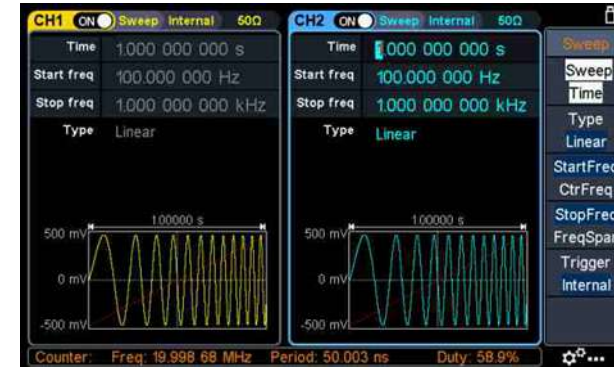 CH1 ON Sweep Internal 50Ω
Time 1.000 000 000 s
Start freq 100.000 000 Hz
Stop freq 1.000 000 000 kHz
Type Linear
1.00000 s
500 mV
0 mV
-500 mV
CH2 ON Sweep Internal 50Ω
Time 1.000 000 000 s
Start freq 100.000 000 Hz
Stop freq 1.000 000 000 kHz
Type Linear
1.00000 s
500 mV
0 mV
-500 mV
Sweep
Sweep
Time
Type
Linear
StartFreq
CtrFreq
StopFreq
FreqSpan
Trigger
Internal
Counter: Freq: 19.998 68 MHz Period: 50.003 ns Duty: 58.9%